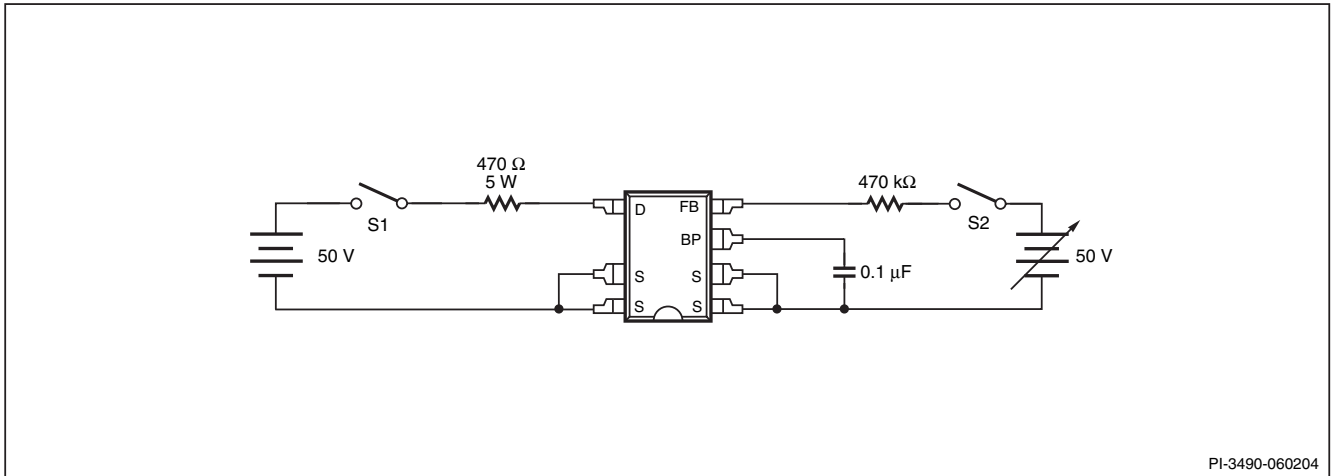 470 Ω
5 W
470 kΩ
S1
S2
D
FB
BP
50 V
50 V
S
S
0.1 μF
S
S
PI-3490-060204